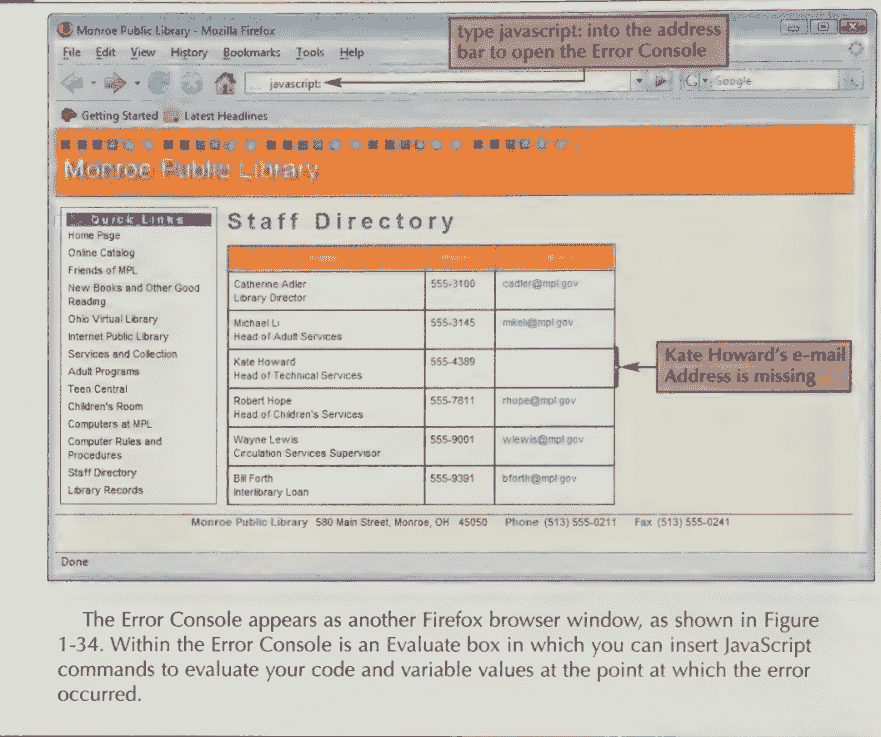 Monroe Public Library - Mozilla Firefox
type javascript: into the address
bar to open the Error Console
File Edit View History Bookmarks Tools Help
javascript:
Google
Getting Started Latest Headlines
Monroe Public Library
Quick Links
Home Page
Online Catalog
Friends of MPL
New Books and Other Good
Reading
Ohio Virtual Library
Internet Public Library
Services and Collection
Adult Programs
Teen Central
Children's Room
Computers at MPL
Computer Rules and
Procedures
Staff Directory
Library Records
Staff Directory
Catherine Adler 555-3100 cadler@mpl.gov
Library Director
Michael Li 555-3145 mikeli@mpl.gov
Head of Adult Services
Kate Howard 555-4389
Head of Technical Services
Robert Hope 555-7811 rhope@mpl.gov
Head of Children's Services
Wayne Lewis 555-9001 wlewis@mpl.gov
Circulation Services Supervisor
Bill Forth 555-9391 bforth@mpl.gov
Interlibrary Loan
Kate Howard's e-mail
Address is missing
Monroe Public Library 580 Main Street, Monroe, OH 45050 Phone (513) 555-0211 Fax (513) 555-0241
Done
The Error Console appears as another Firefox browser window, as shown in Figure
1-34. Within the Error Console is an Evaluate box in which you can insert JavaScript
commands to evaluate your code and variable values at the point at which the error
occurred.